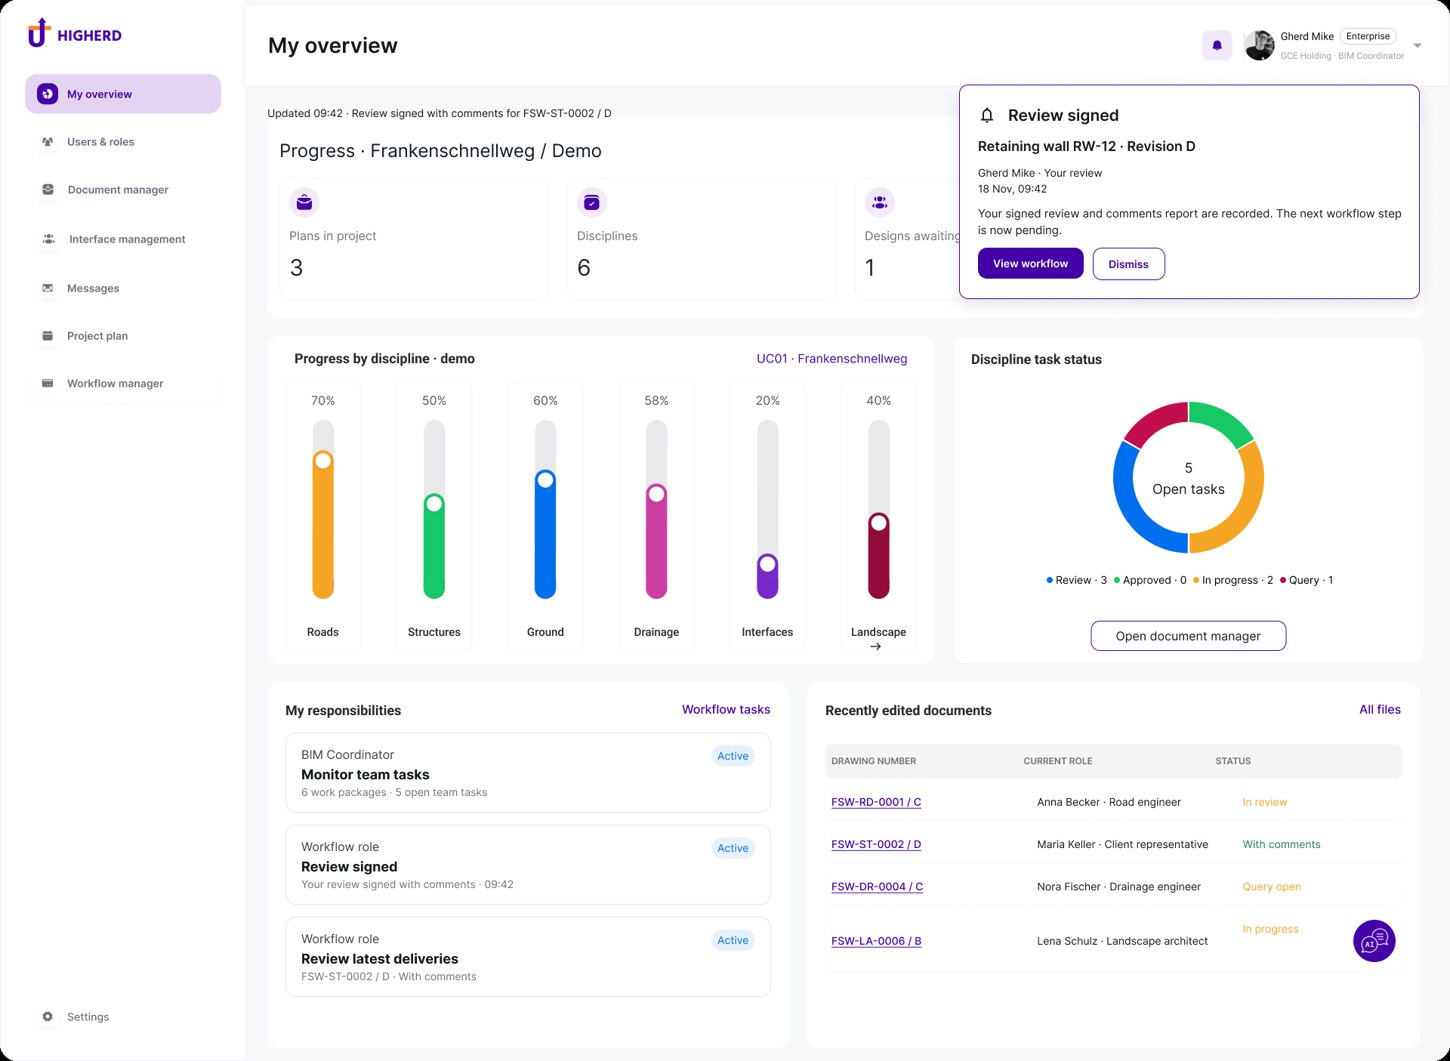 HIGHERD
My overview
Users & roles
Document manager
Interface management
Messages
Project plan
Workflow manager
Settings
My overview
Gherd Mike
Enterprise
GCE Holding · BIM Coordinator
Updated 09:42 · Review signed with comments for FSW-ST-0002 / D
Progress · Frankenschnellweg / Demo
Plans in project
3
Disciplines
6
Designs awaiting
1
Review signed
Retaining wall RW-12 · Revision D
Gherd Mike · Your review
18 Nov, 09:42
Your signed review and comments report are recorded. The next workflow step
is now pending.
View workflow
Dismiss
Progress by discipline · demo
UC01 · Frankenschnellweg
70%
50%
60%
58%
20%
40%
Roads
Structures
Ground
Drainage
Interfaces
Landscape
→
Discipline task status
5
Open tasks
Review · 3
Approved · 0
In progress · 2
Query · 1
Open document manager
My responsibilities
Workflow tasks
BIM Coordinator
Active
Monitor team tasks
6 work packages · 5 open team tasks
Workflow role
Active
Review signed
Your review signed with comments · 09:42
Workflow role
Active
Review latest deliveries
FSW-ST-0002 / D · With comments
Recently edited documents
All files
DRAWING NUMBER
CURRENT ROLE
STATUS
FSW-RD-0001 / C
Anna Becker · Road engineer
In review
FSW-ST-0002 / D
Maria Keller · Client representative
With comments
FSW-DR-0004 / C
Nora Fischer · Drainage engineer
Query open
FSW-LA-0006 / B
Lena Schulz · Landscape architect
In progress
AI